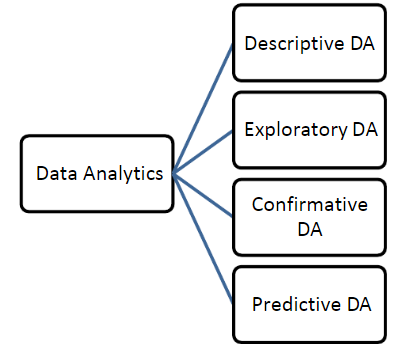 Descriptive DA
Exploratory DA
Data Analytics
Confirmative
DA
Predictive DA